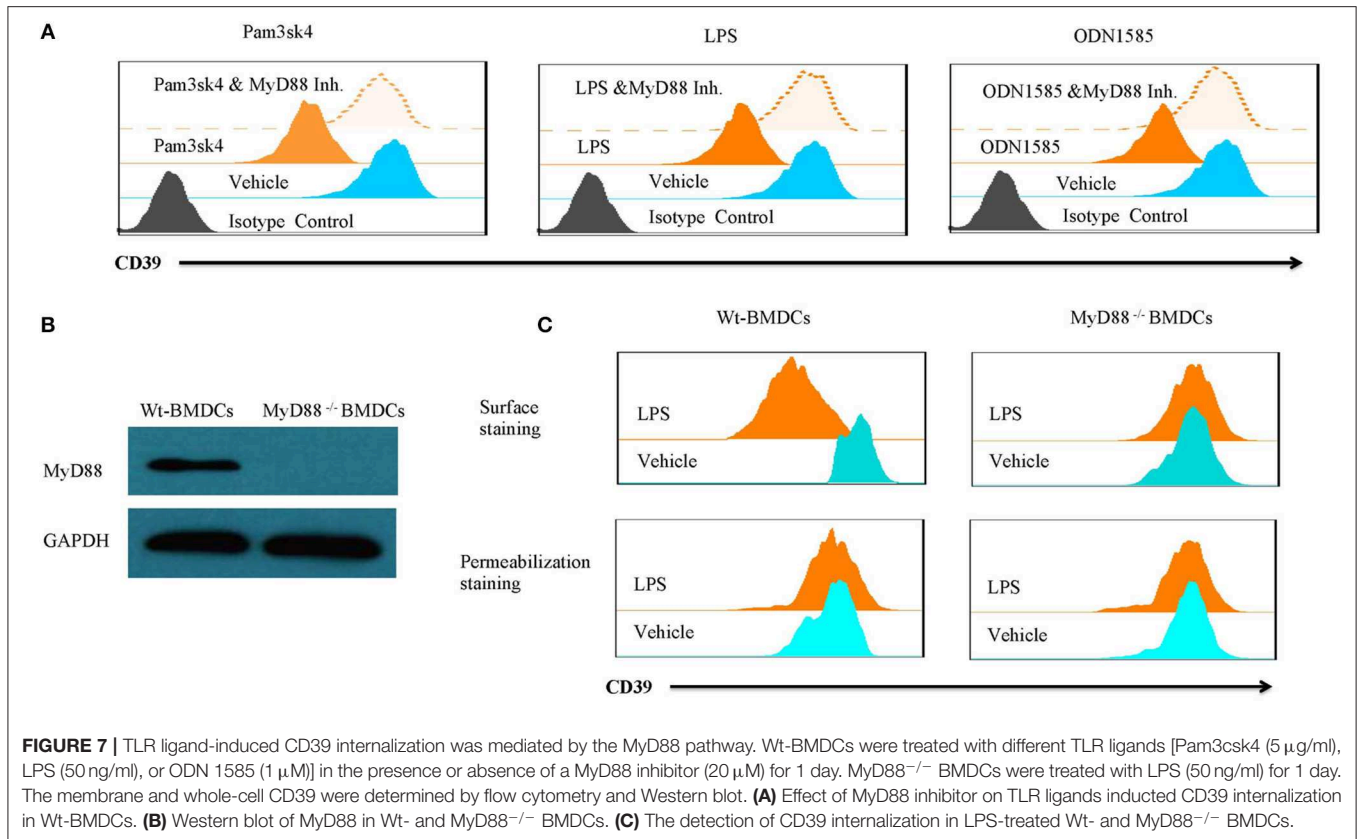 A
Pam3sk4
LPS
ODN1585
Pam3sk4 & MyD88 Inh.
Pam3sk4
Vehicle
Isotype Control
LPS &MyD88 Inh.
LPS
Vehicle
Isotype Control
ODN1585 &MyD88 Inh.
ODN1585
Vehicle
Isotype Control
CD39
B
Wt-BMDCs MyD88 -/- BMDCs
MyD88
GAPDH
C
Wt-BMDCs
MyD88 -/- BMDCs
Surface
staining
LPS
Vehicle
LPS
Vehicle
Permeabilization
staining
LPS
Vehicle
LPS
Vehicle
CD39
FIGURE 7 | TLR ligand-induced CD39 internalization was mediated by the MyD88 pathway. Wt-BMDCs were treated with different TLR ligands [Pam3csk4 (5 μg/ml),
LPS (50 ng/ml), or ODN 1585 (1 μM)] in the presence or absence of a MyD88 inhibitor (20 μM) for 1 day. MyD88−/− BMDCs were treated with LPS (50 ng/ml) for 1 day.
The membrane and whole-cell CD39 were determined by flow cytometry and Western blot. (A) Effect of MyD88 inhibitor on TLR ligands inducted CD39 internalization
in Wt-BMDCs. (B) Western blot of MyD88 in Wt- and MyD88−/− BMDCs. (C) The detection of CD39 internalization in LPS-treated Wt- and MyD88−/− BMDCs.